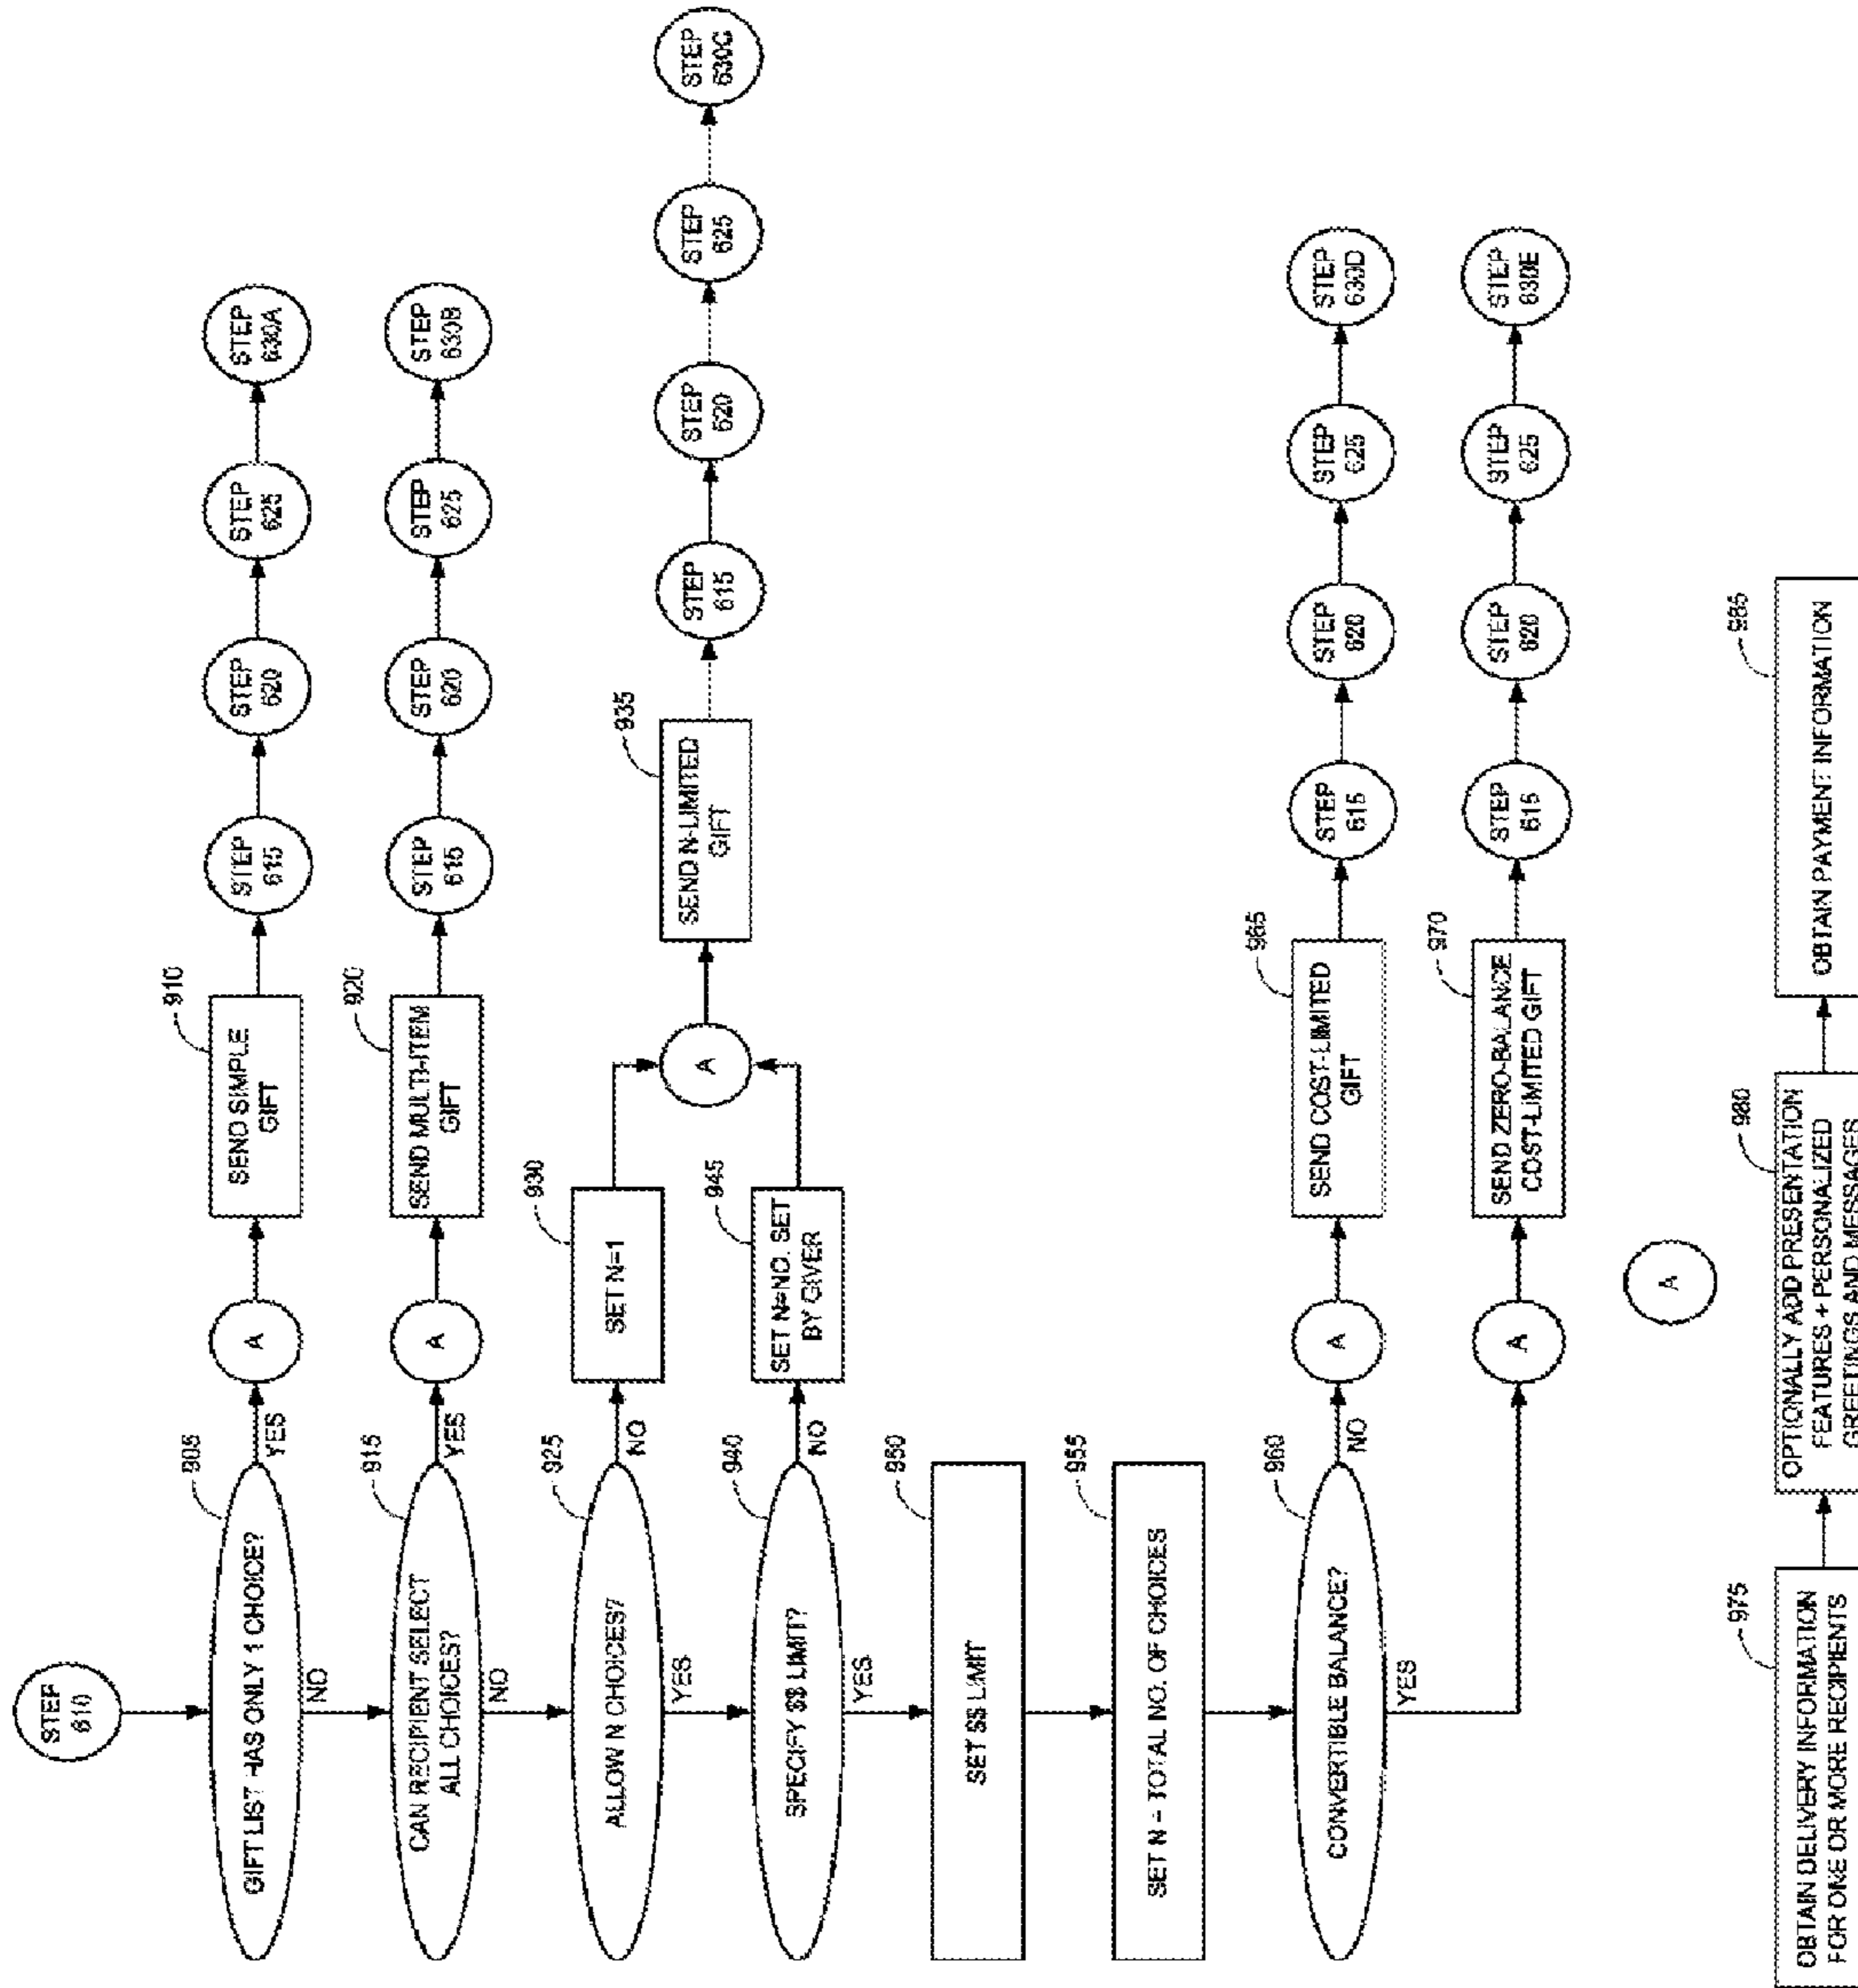 STEP
610
905
GIFT LIST HAS ONLY 1 CHOICE?
YES
NO
A
910
SEND SIMPLE
GIFT
STEP
615
STEP
620
STEP
625
STEP
630A
915
CAN RECIPIENT SELECT
ALL CHOICES?
YES
NO
A
920
SEND MULTI-ITEM
GIFT
STEP
615
STEP
620
STEP
625
STEP
630B
925
ALLOW N CHOICES?
NO
YES
930
SET N=1
940
SPECIFY $$ LIMIT?
NO
YES
945
SET N=NO. SET
BY GIVER
A
935
SEND N-LIMITED
GIFT
STEP
615
STEP
620
STEP
625
STEP
630C
950
SET $$ LIMIT
955
SET N = TOTAL NO. OF CHOICES
960
CONVERTIBLE BALANCE?
NO
YES
A
965
SEND COST-LIMITED
GIFT
STEP
615
STEP
620
STEP
625
STEP
630D
A
970
SEND ZERO-BALANCE
COST-LIMITED GIFT
STEP
615
STEP
620
STEP
625
STEP
630E
A
975
OBTAIN DELIVERY INFORMATION
FOR ONE OR MORE RECIPIENTS
980
OPTIONALLY ADD PRESENTATION
FEATURES + PERSONALIZED
GREETINGS AND MESSAGES
985
OBTAIN PAYMENT INFORMATION